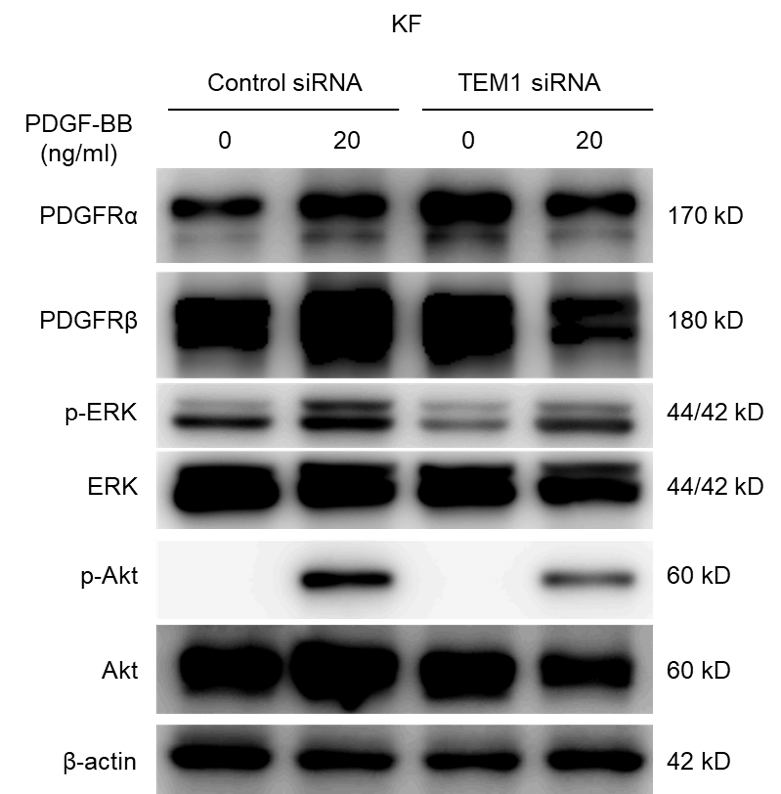 KF
Control siRNA TEM1 siRNA
PDGF-BB
(ng/ml) 0 20 0 20
PDGFRα 170 kD
PDGFRβ 180 kD
p-ERK 44/42 kD
ERK 44/42 kD
p-Akt 60 kD
Akt 60 kD
β-actin 42 kD